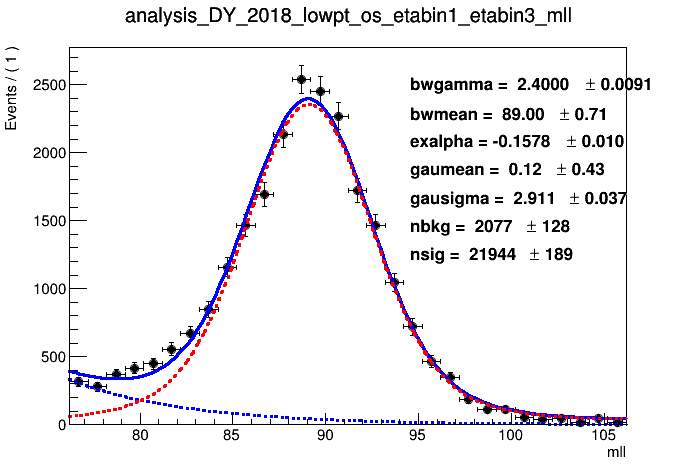 analysis_DY_2018_lowpt_os_etabin1_etabin3_mll
Events / ( 1 )
2500
2000
1500
1000
500
0
bwgamma = 2.4000 ± 0.0091
bwmean = 89.00 ± 0.71
exalpha = -0.1578 ± 0.010
gaumean = 0.12 ± 0.43
gausigma = 2.911 ± 0.037
nbkg = 2077 ± 128
nsig = 21944 ± 189
80 85 90 95 100 105
mll